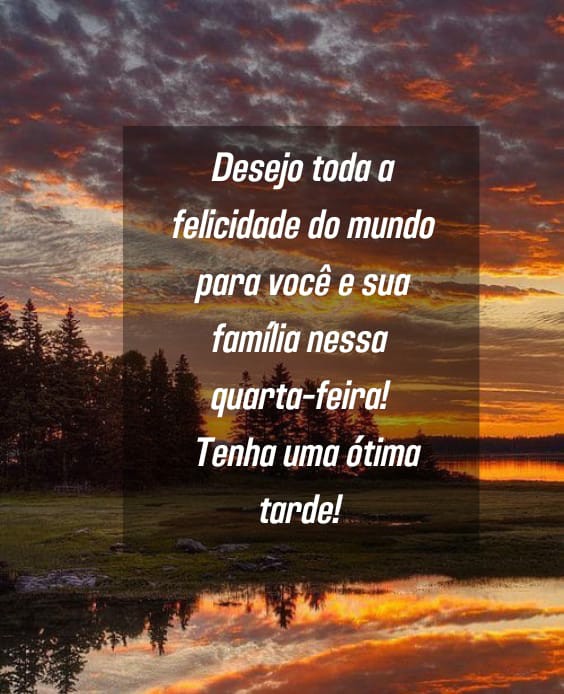 Desejo toda a
felicidade do mundo
para você e sua
família nessa
quarta-feira!
Tenha uma ótima
tarde!